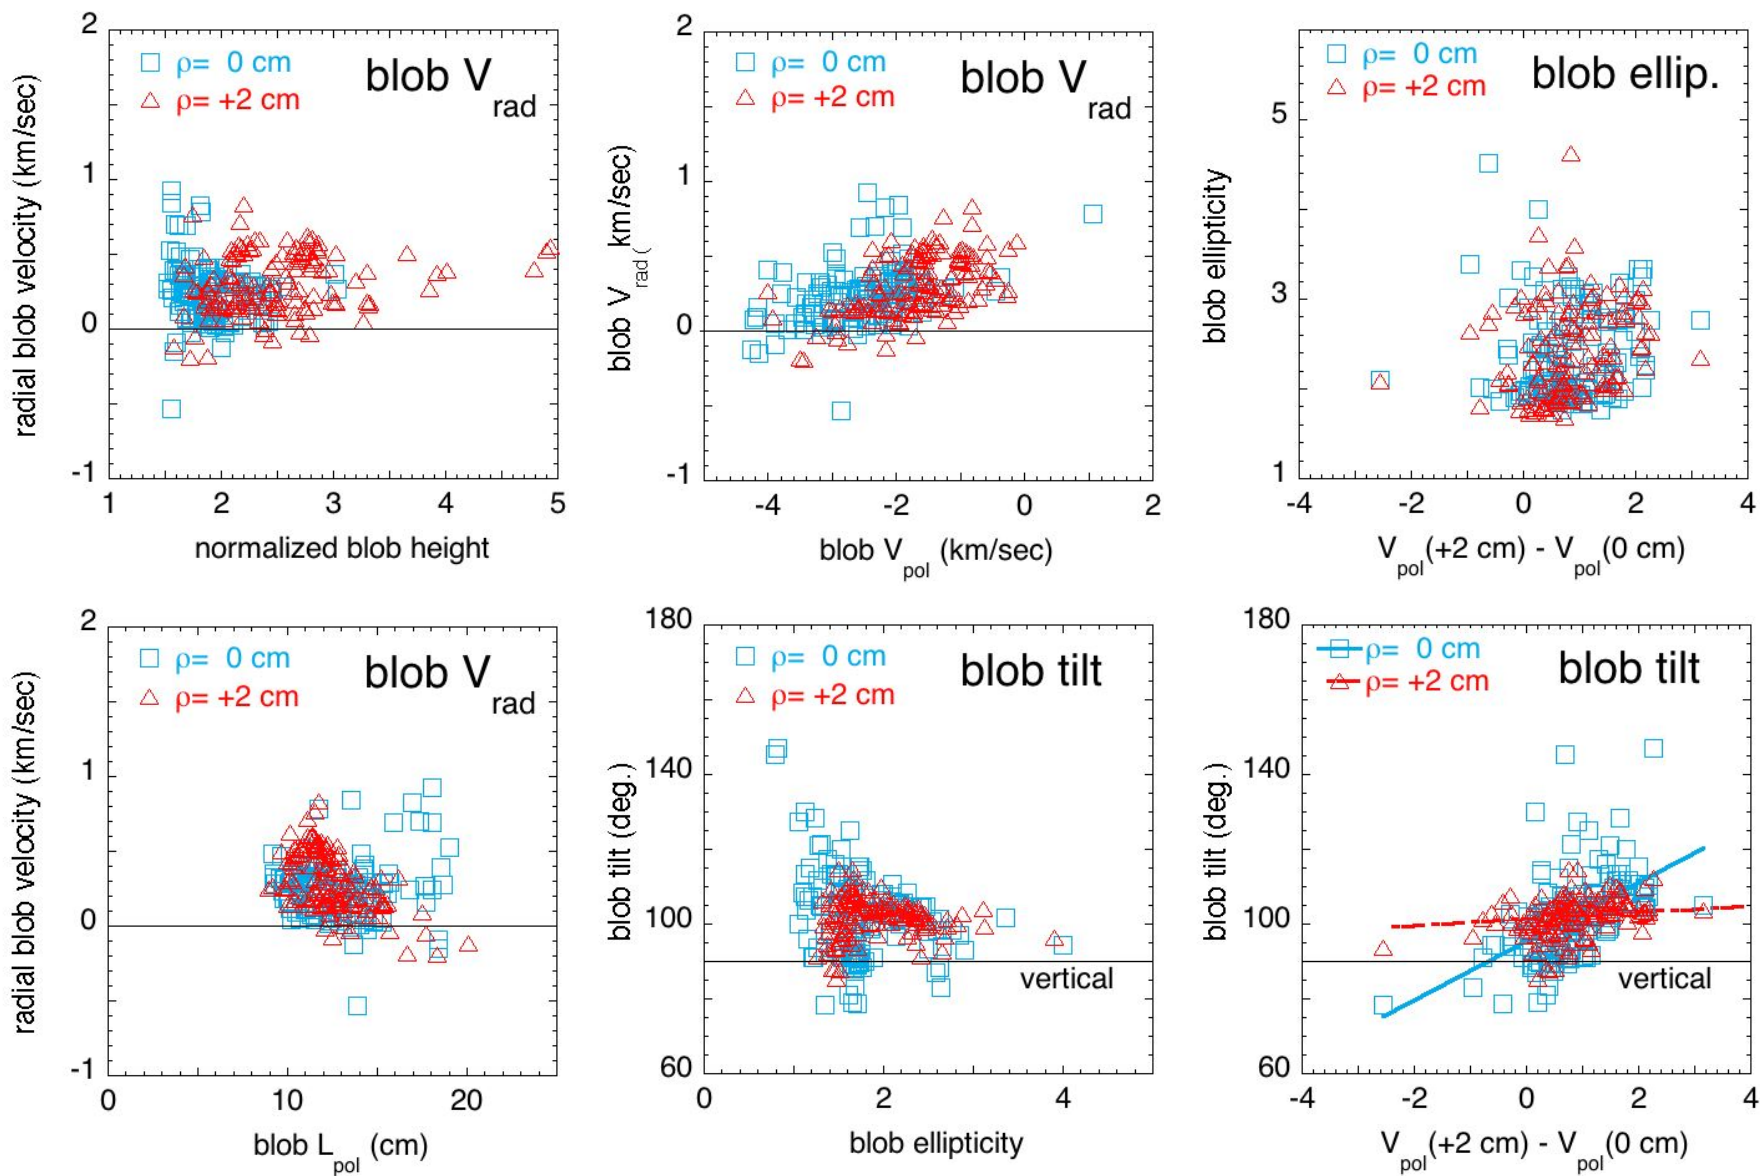 2
ρ= 0 cm
ρ= +2 cm
blob V
rad
1
0
-1
1 2 3 4 5
radial blob velocity (km/sec)
normalized blob height
2
ρ= 0 cm
ρ= +2 cm
blob V
rad
1
0
-1
-4 -2 0 2
blob V rad ( km/sec)
blob V pol (km/sec)
ρ= 0 cm
ρ= +2 cm
blob ellip.
5
3
1
-4 -2 0 2 4
blob ellipticity
V pol (+2 cm) - V pol (0 cm)
2
ρ= 0 cm
ρ= +2 cm
blob V
rad
1
0
-1
0 10 20
radial blob velocity (km/sec)
blob L pol (cm)
180
ρ= 0 cm
ρ= +2 cm
blob tilt
140
100
vertical
60
0 2 4
blob tilt (deg.)
blob ellipticity
180
ρ= 0 cm
ρ= +2 cm
blob tilt
140
100
vertical
60
-4 -2 0 2 4
blob tilt (deg.)
V pol (+2 cm) - V pol (0 cm)